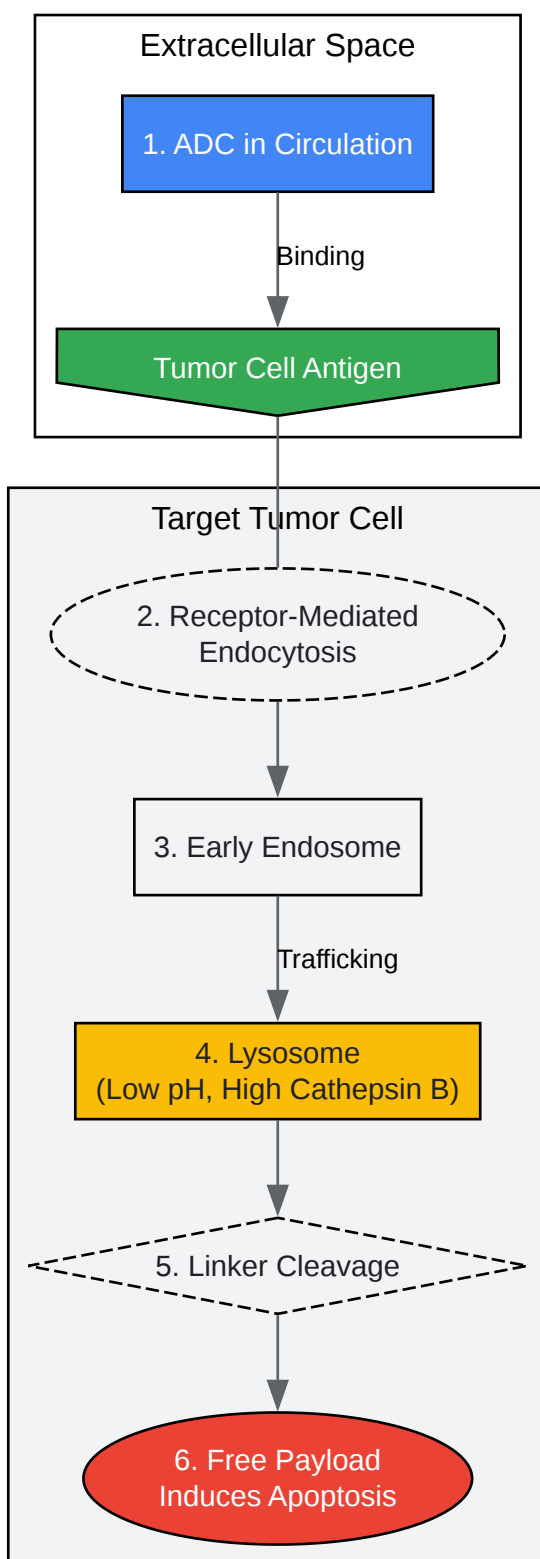 Extracellular Space
1. ADC in Circulation
Binding
Tumor Cell Antigen
Target Tumor Cell
2. Receptor-Mediated
Endocytosis
3. Early Endosome
Trafficking
4. Lysosome
(Low pH, High Cathepsin B)
5. Linker Cleavage
6. Free Payload
Induces Apoptosis